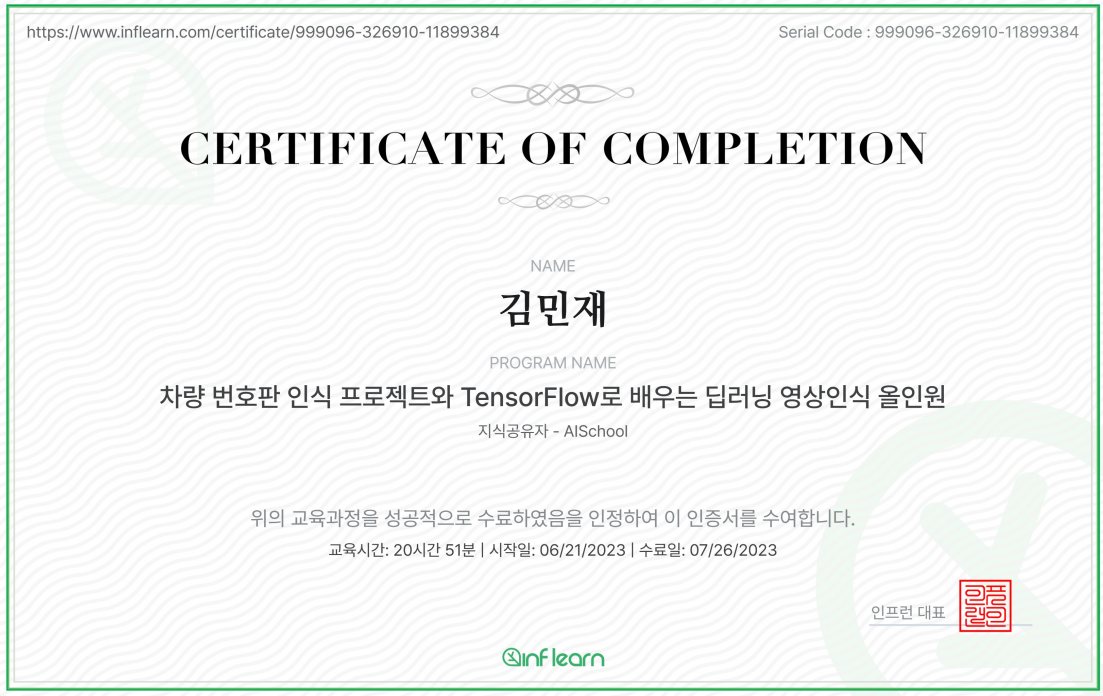 https://www.inflearn.com/certificate/999096-326910-11899384
Serial Code : 999096-326910-11899384
CERTIFICATE OF COMPLETION
NAME
김민재
PROGRAM NAME
차량 번호판 인식 프로젝트와 TensorFlow로 배우는 딥러닝 영상인식 올인원
지식공유자 - AISchool
위의 교육과정을 성공적으로 수료하였음을 인정하여 이 인증서를 수여합니다.
교육시간: 20시간 51분 | 시작일: 06/21/2023 | 수료일: 07/26/2023
인프런 대표
inflearn